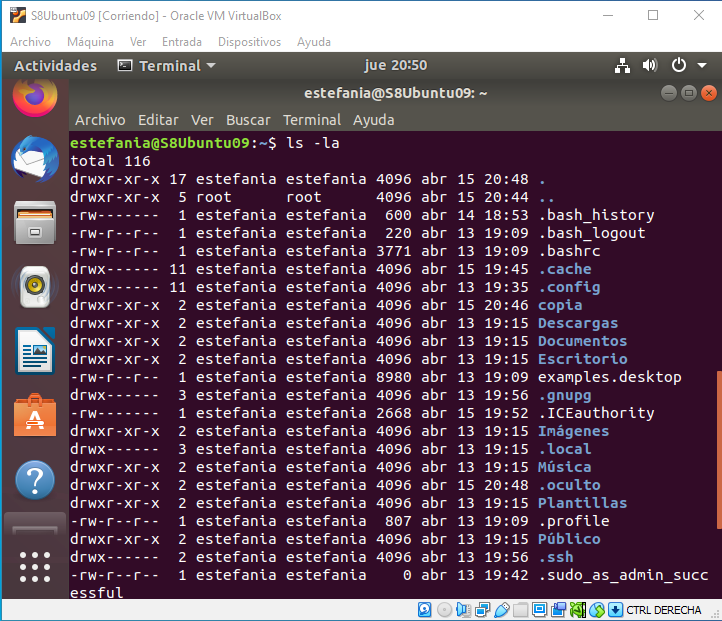 S8Ubuntu09 [Corriendo] - Oracle VM VirtualBox
Archivo Máquina Ver Entrada Dispositivos Ayuda
Actividades Terminal jue 20:50
estefania@S8Ubuntu09: ~
Archivo Editar Ver Buscar Terminal Ayuda
estefania@S8Ubuntu09:~$ ls -la
total 116
drwxr-xr-x 17 estefania estefania 4096 abr 15 20:48 .
drwxr-xr-x  5 root      root      4096 abr 15 20:44 ..
-rw-------  1 estefania estefania  600 abr 14 18:53 .bash_history
-rw-r--r--  1 estefania estefania  220 abr 13 19:09 .bash_logout
-rw-r--r--  1 estefania estefania 3771 abr 13 19:09 .bashrc
drwx------ 11 estefania estefania 4096 abr 15 19:45 .cache
drwx------ 11 estefania estefania 4096 abr 13 19:35 .config
drwxr-xr-x  2 estefania estefania 4096 abr 15 20:46 copia
drwxr-xr-x  2 estefania estefania 4096 abr 13 19:15 Descargas
drwxr-xr-x  2 estefania estefania 4096 abr 13 19:15 Documentos
drwxr-xr-x  2 estefania estefania 4096 abr 13 19:15 Escritorio
-rw-r--r--  1 estefania estefania 8980 abr 13 19:09 examples.desktop
drwx------  3 estefania estefania 4096 abr 13 19:56 .gnupg
-rw-------  1 estefania estefania 2668 abr 15 19:52 .ICEauthority
drwxr-xr-x  2 estefania estefania 4096 abr 13 19:15 Imágenes
drwx------  3 estefania estefania 4096 abr 13 19:15 .local
drwxr-xr-x  2 estefania estefania 4096 abr 13 19:15 Música
drwxr-xr-x  2 estefania estefania 4096 abr 15 20:48 .oculto
drwxr-xr-x  2 estefania estefania 4096 abr 13 19:15 Plantillas
-rw-r--r--  1 estefania estefania  807 abr 13 19:09 .profile
drwxr-xr-x  2 estefania estefania 4096 abr 13 19:15 Público
drwx------  2 estefania estefania 4096 abr 13 19:56 .ssh
-rw-r--r--  1 estefania estefania    0 abr 13 19:42 .sudo_as_admin_succ
essful
CTRL DERECHA